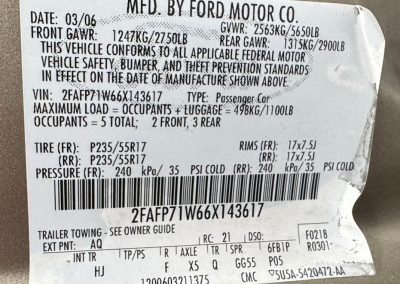 MFD. BY FORD MOTOR CO.
DATE: 03/06 GVWR: 2563KG/5650LB
FRONT GAWR: 1247KG/2750LB REAR GAWR: 1315KG/2900LB
THIS VEHICLE CONFORMS TO ALL APPLICABLE FEDERAL MOTOR
VEHICLE SAFETY, BUMPER, AND THEFT PREVENTION STANDARDS
IN EFFECT ON THE DATE OF MANUFACTURE SHOWN ABOVE.
VIN: 2FAFP71W66X143617 TYPE: Passenger Car
MAXIMUM LOAD = OCCUPANTS + LUGGAGE = 498KG/1100LB
OCCUPANTS = 5 TOTAL; 2 FRONT, 3 REAR
TIRE (FR): P235/55R17 RIMS (FR): 17x7.5J
(RR): P235/55R17 (RR): 17x7.5J
PRESSURE (FR): 240 kPa/ 35 PSI COLD (RR): 240 kPa/ 35 PSI COLD
2FAFP71W66X143617
TRAILER TOWING - SEE OWNER GUIDE
EXT PNT: AQ RC: 21 DSO: F0218
INT TR TP/PS R AXLE TR SPR 6FB1P R0301
HJ F X5 Q GG55 P05
1200603211375 CMC 5U5A-5420472-AA